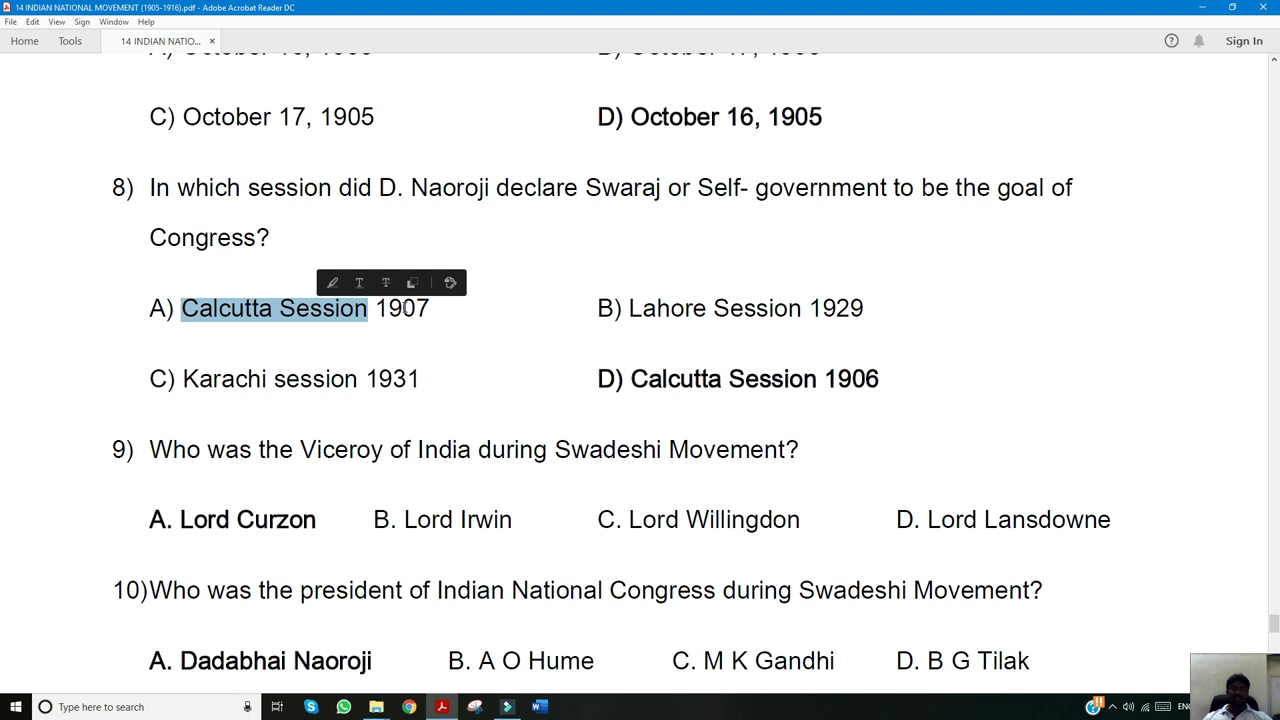 14 INDIAN NATIONAL MOVEMENT (1905-1916).pdf - Adobe Acrobat Reader DC
File Edit View Sign Window Help
Home Tools 14 INDIAN NATIO... × Sign In
C) October 17, 1905 D) October 16, 1905
8) In which session did D. Naoroji declare Swaraj or Self- government to be the goal of
Congress?
A) Calcutta Session 1907 B) Lahore Session 1929
C) Karachi session 1931 D) Calcutta Session 1906
9) Who was the Viceroy of India during Swadeshi Movement?
A. Lord Curzon B. Lord Irwin C. Lord Willingdon D. Lord Lansdowne
10)Who was the president of Indian National Congress during Swadeshi Movement?
A. Dadabhai Naoroji B. A O Hume C. M K Gandhi D. B G Tilak
Type here to search ENG